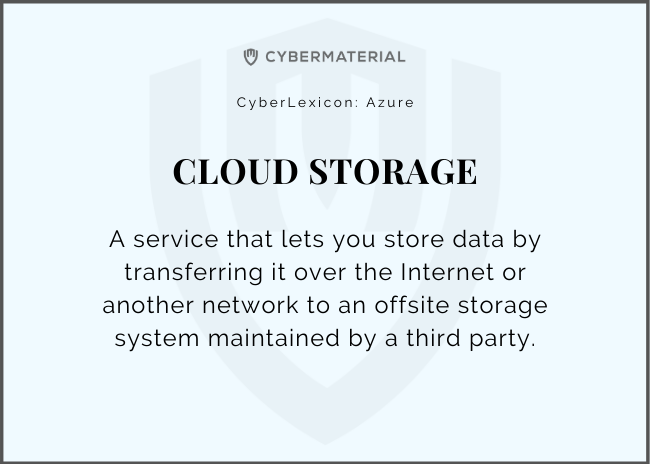 CYBERMATERIAL
CyberLexicon: Azure
CLOUD STORAGE
A service that lets you store data by
transferring it over the Internet or
another network to an offsite storage
system maintained by a third party.